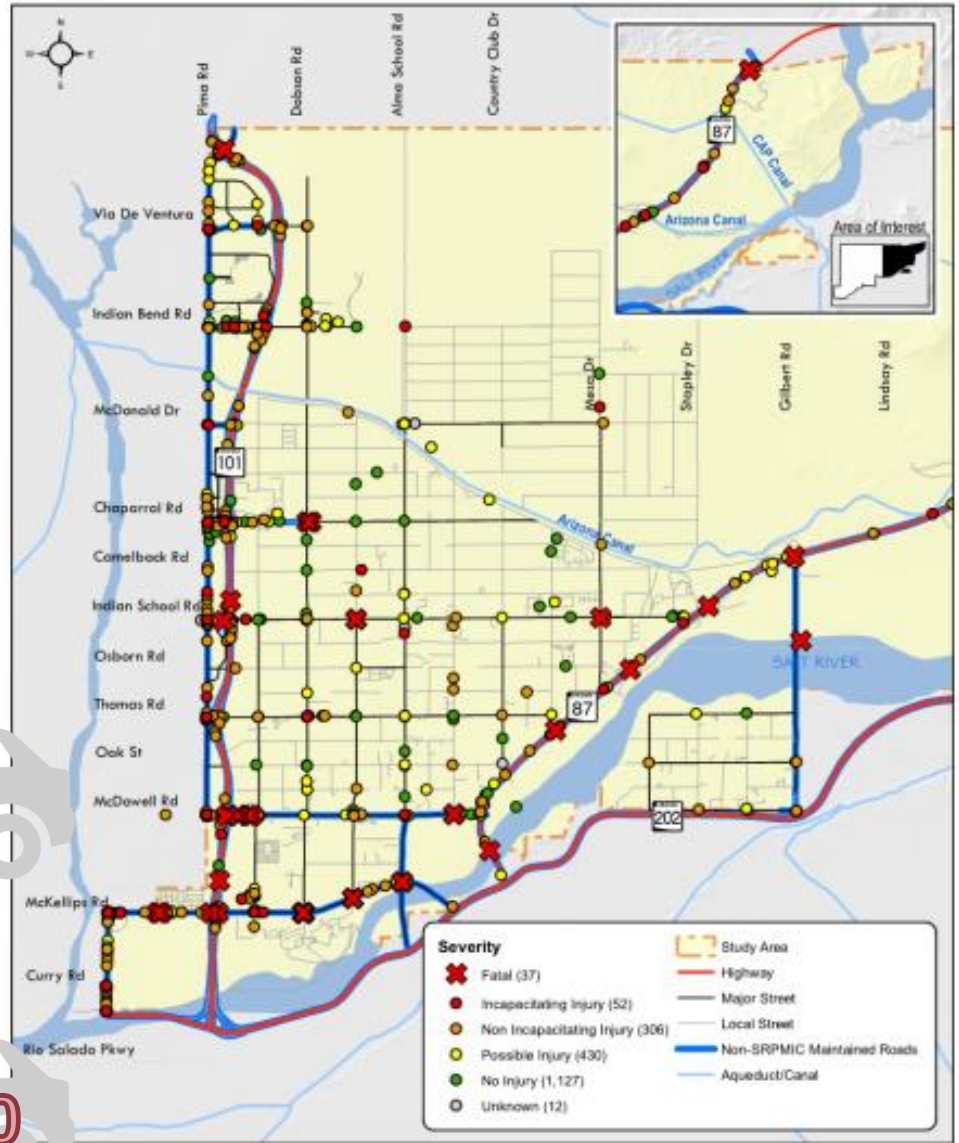 N
W
E
S
Pima Rd
Dobson Rd
Alma School Rd
Country Club Dr
87
CAP Canal
Arizona Canal
SALT RIVER
Area of Interest
Via De Ventura
Indian Bend Rd
Mesa Dr
Stapley Dr
Gilbert Rd
Lindsay Rd
McDonald Dr
101
Chaparral Rd
Arizona Canal
Camelback Rd
Indian School Rd
Osborn Rd
SALT RIVER
Thomas Rd
87
Oak St
McDowell Rd
202
McKellips Rd
Curry Rd
Rio Salado Pkwy
Severity
Fatal (37)
Incapacitating Injury (52)
Non Incapacitating Injury (306)
Possible Injury (430)
No Injury (1,127)
Unknown (12)
Study Area
Highway
Major Street
Local Street
Non-SRPMIC Maintained Roads
Aqueduct/Canal